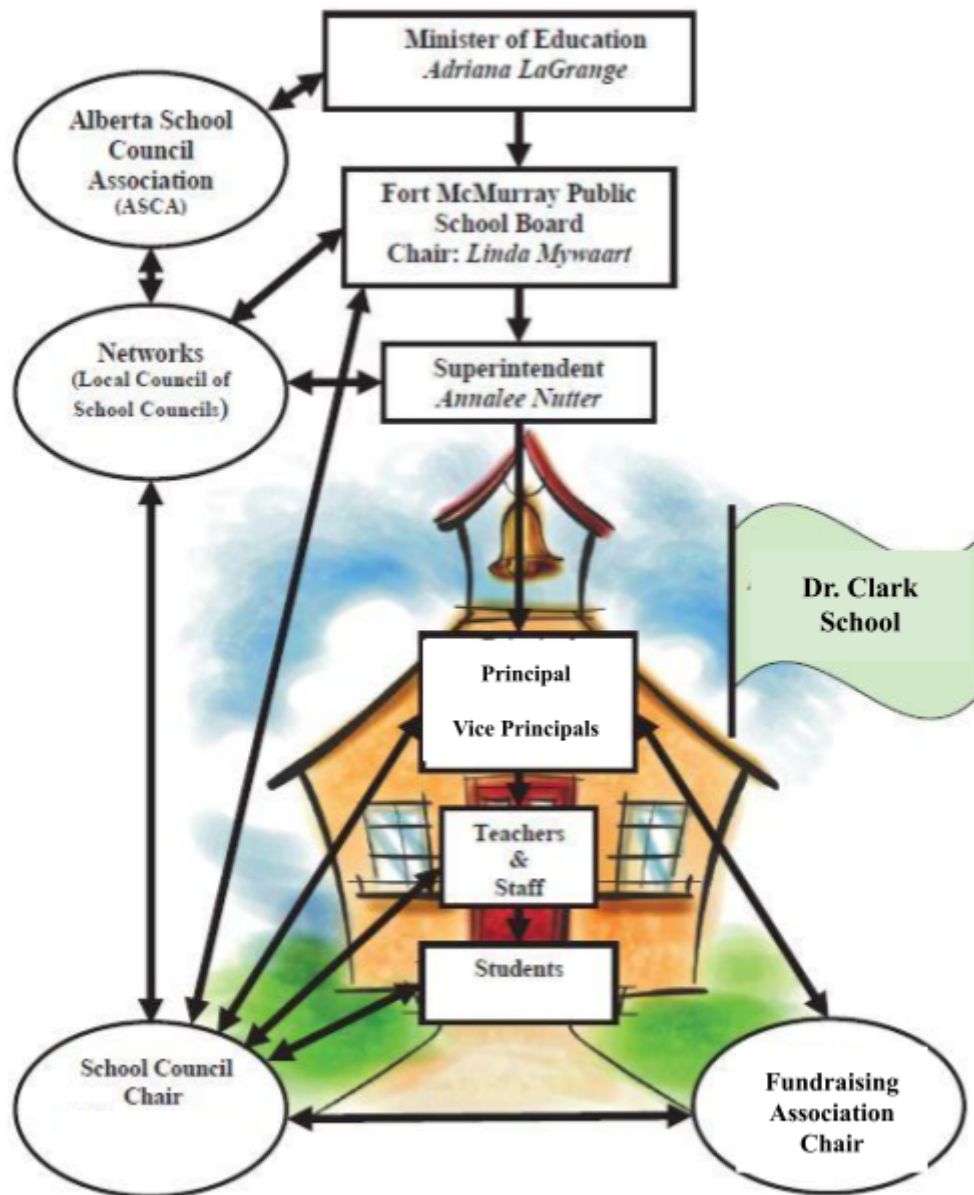 Minister of Education
Adriana LaGrange
Alberta School
Council
Association
(ASCA)
Fort McMurray Public
School Board
Chair: Linda Mywaart
Networks
(Local Council of
School Councils)
Superintendent
Annalee Nutter
Dr. Clark
School
Principal
Vice Principals
Teachers
&
Staff
Students
School Council
Chair
Fundraising
Association
Chair